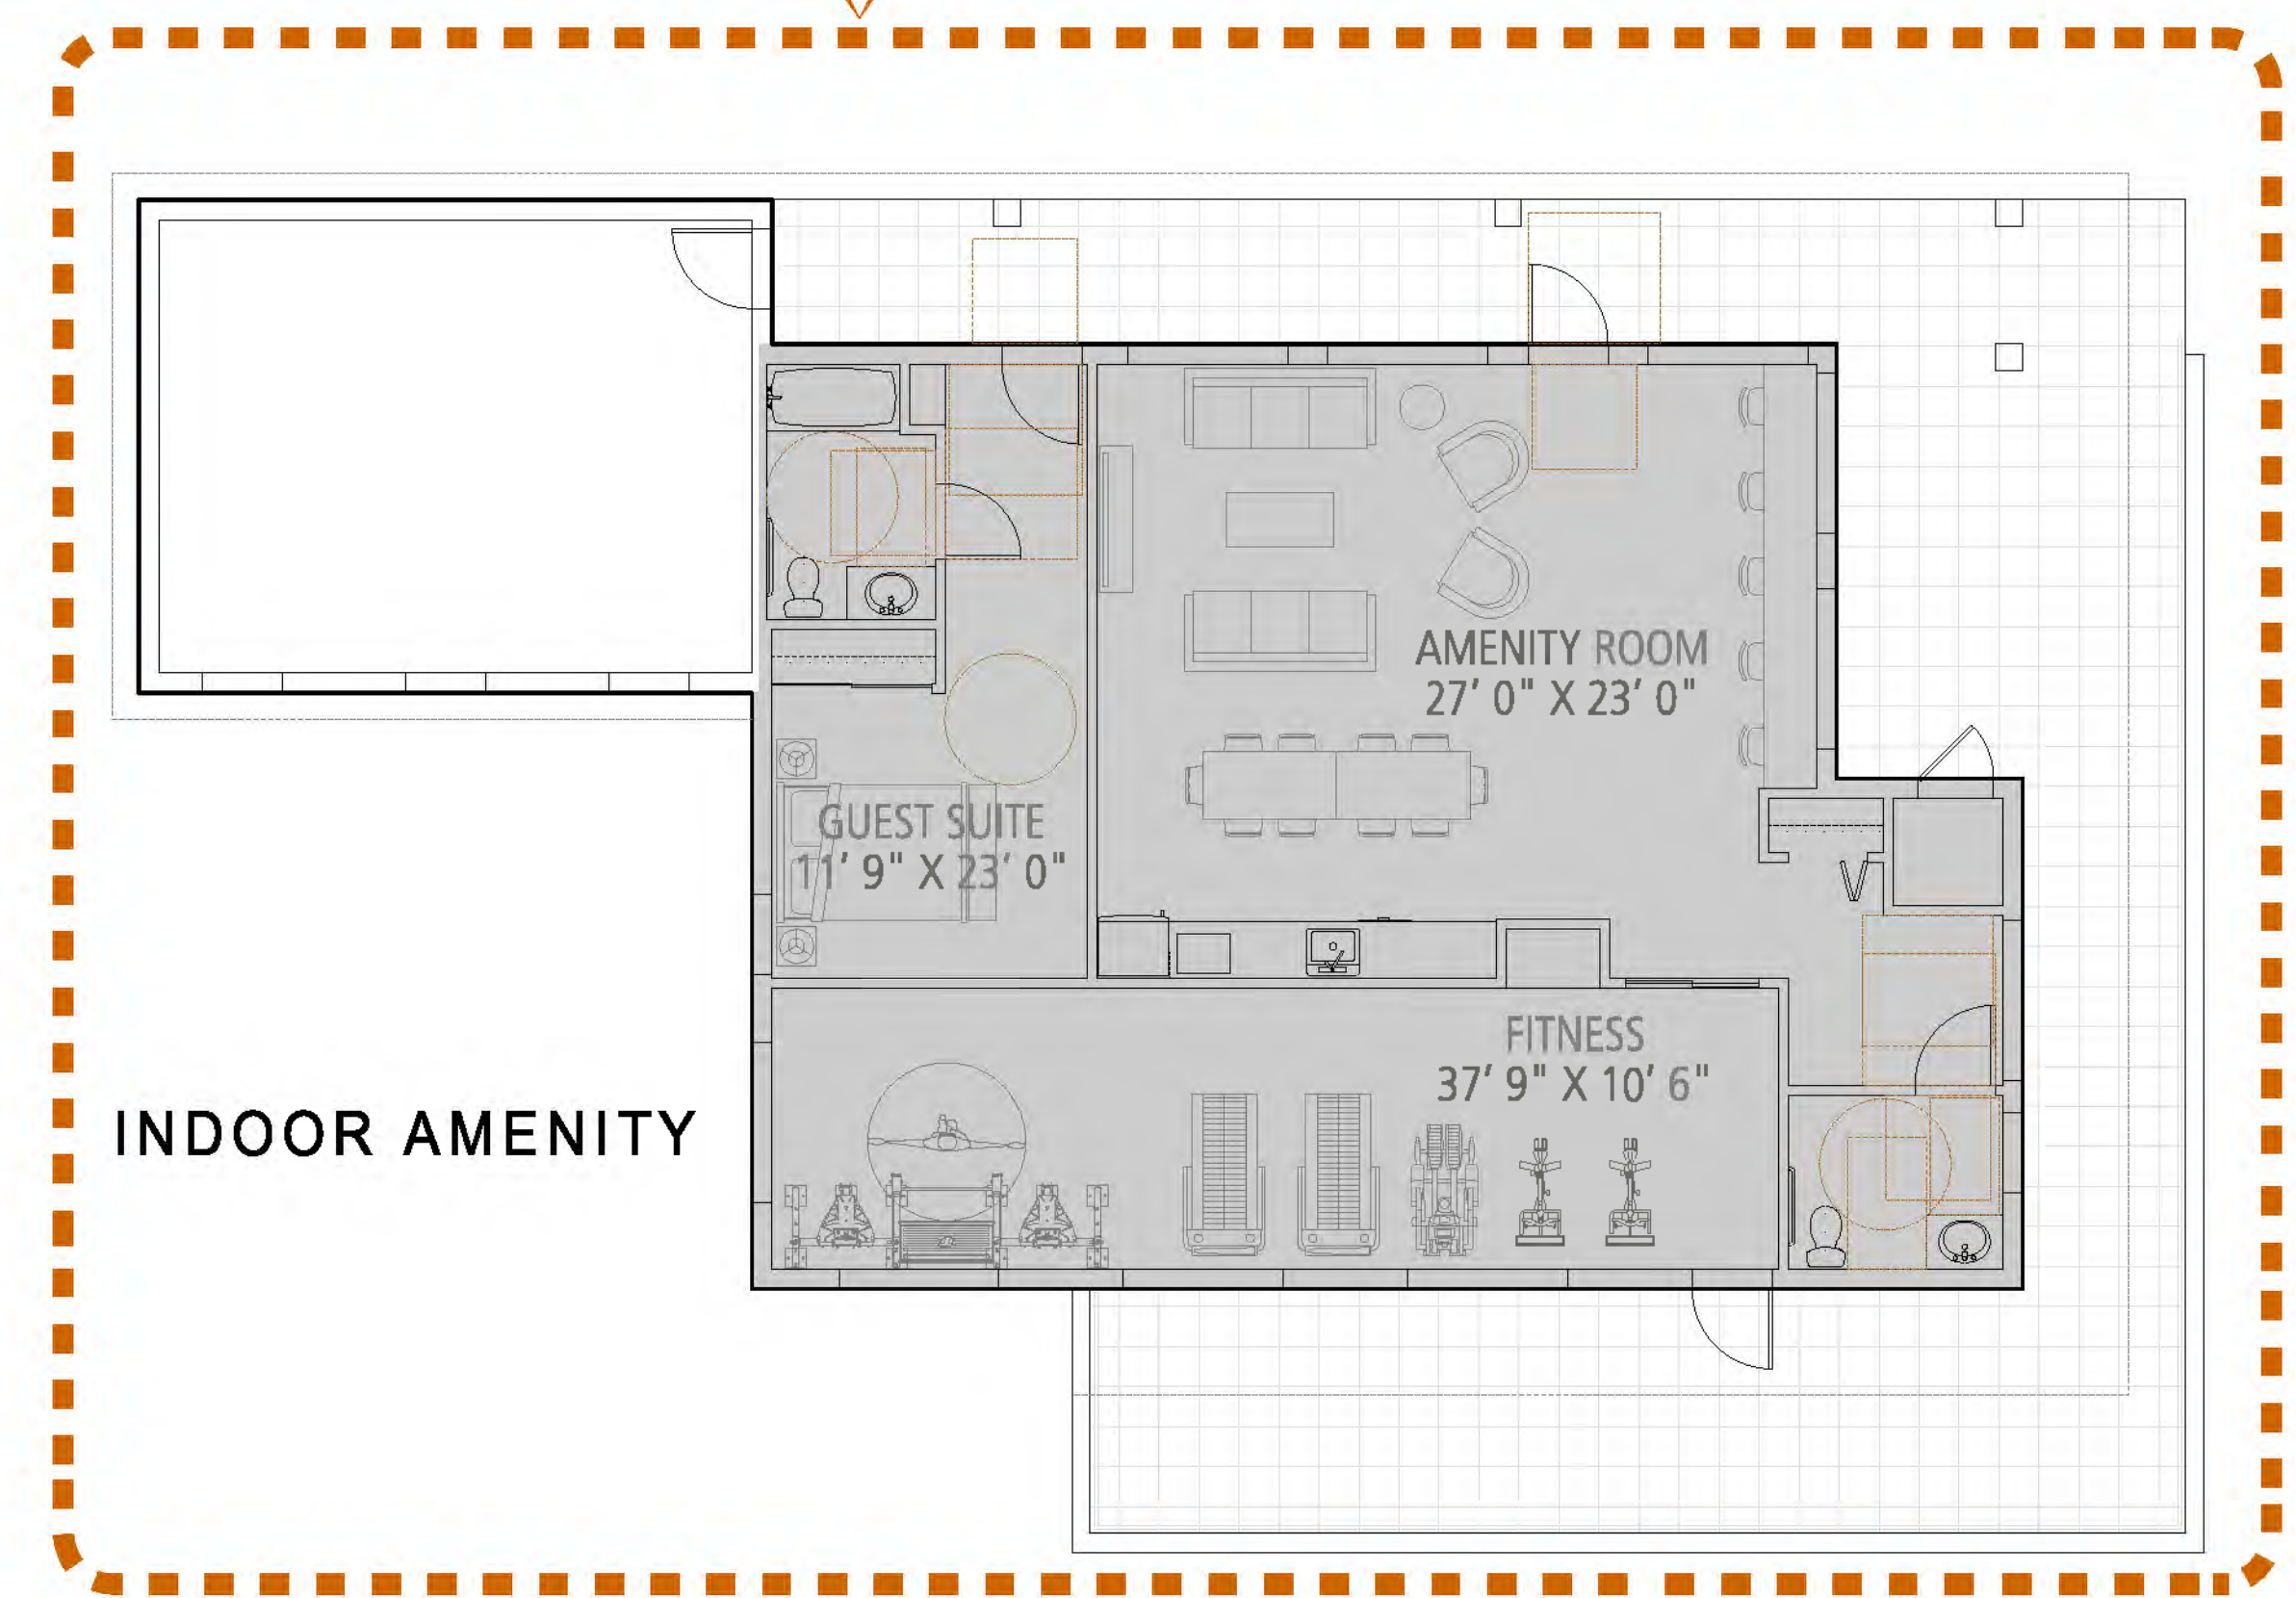 AMENITY ROOM
27' 0" X 23' 0"
GUEST SUITE
11' 9" X 23' 0"
FITNESS
37' 9" X 10' 6"
INDOOR AMENITY